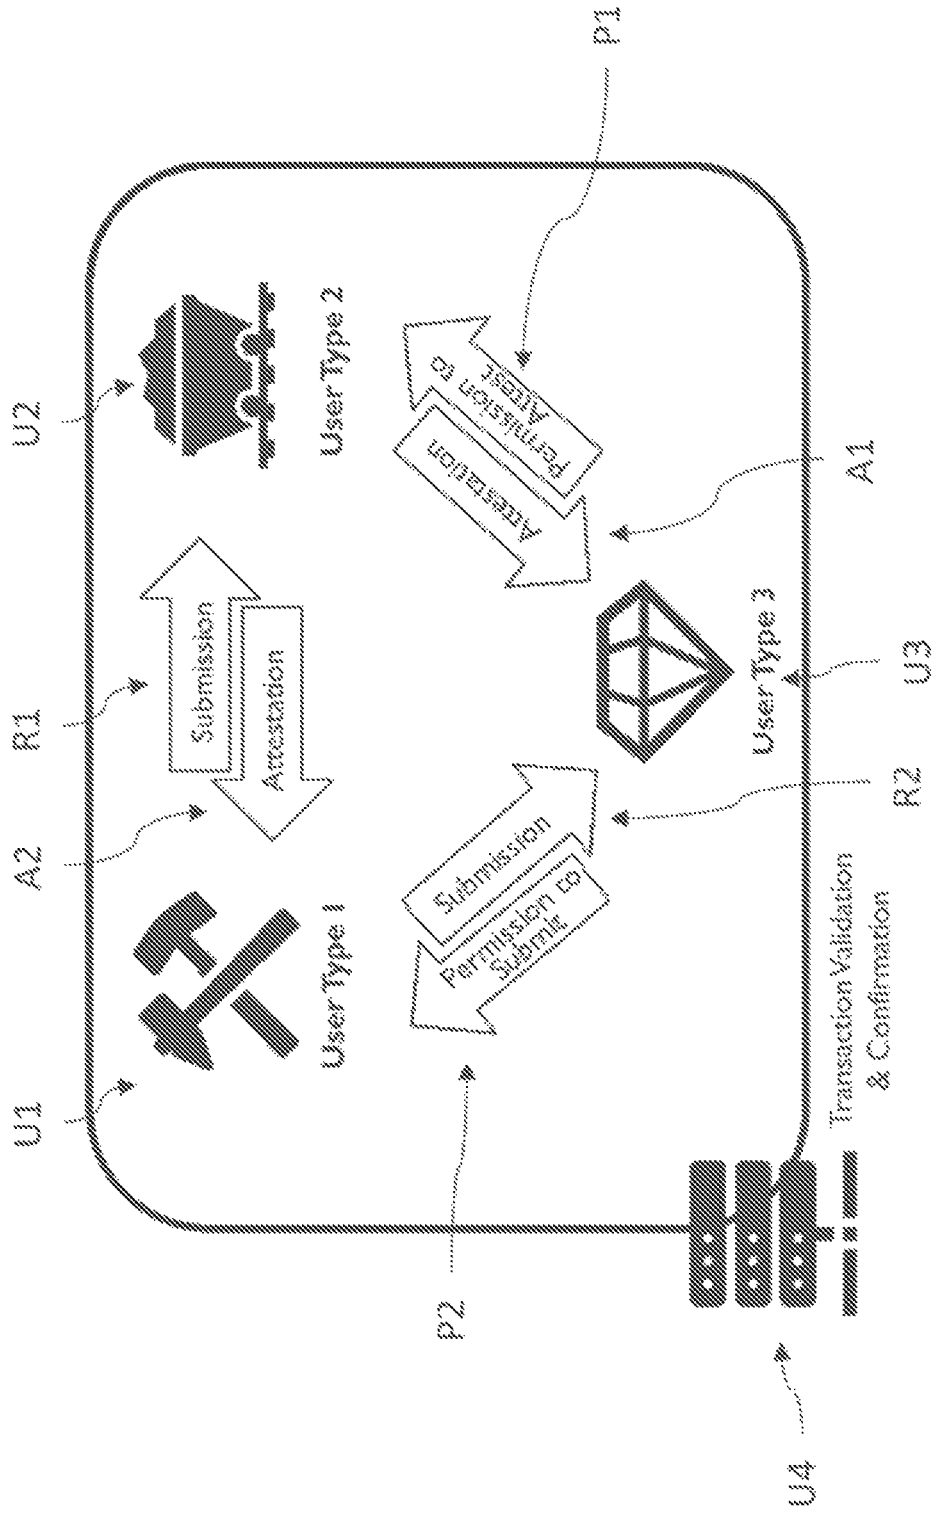 U1
A2
R1
U2
Submission
Attestation
User Type 1
User Type 2
P2
Permission to
Submit
Submission
Attestation
Permission to
Attest
P1
User Type 3
U4
Transaction Validation
& Confirmation
R2
U3
A1